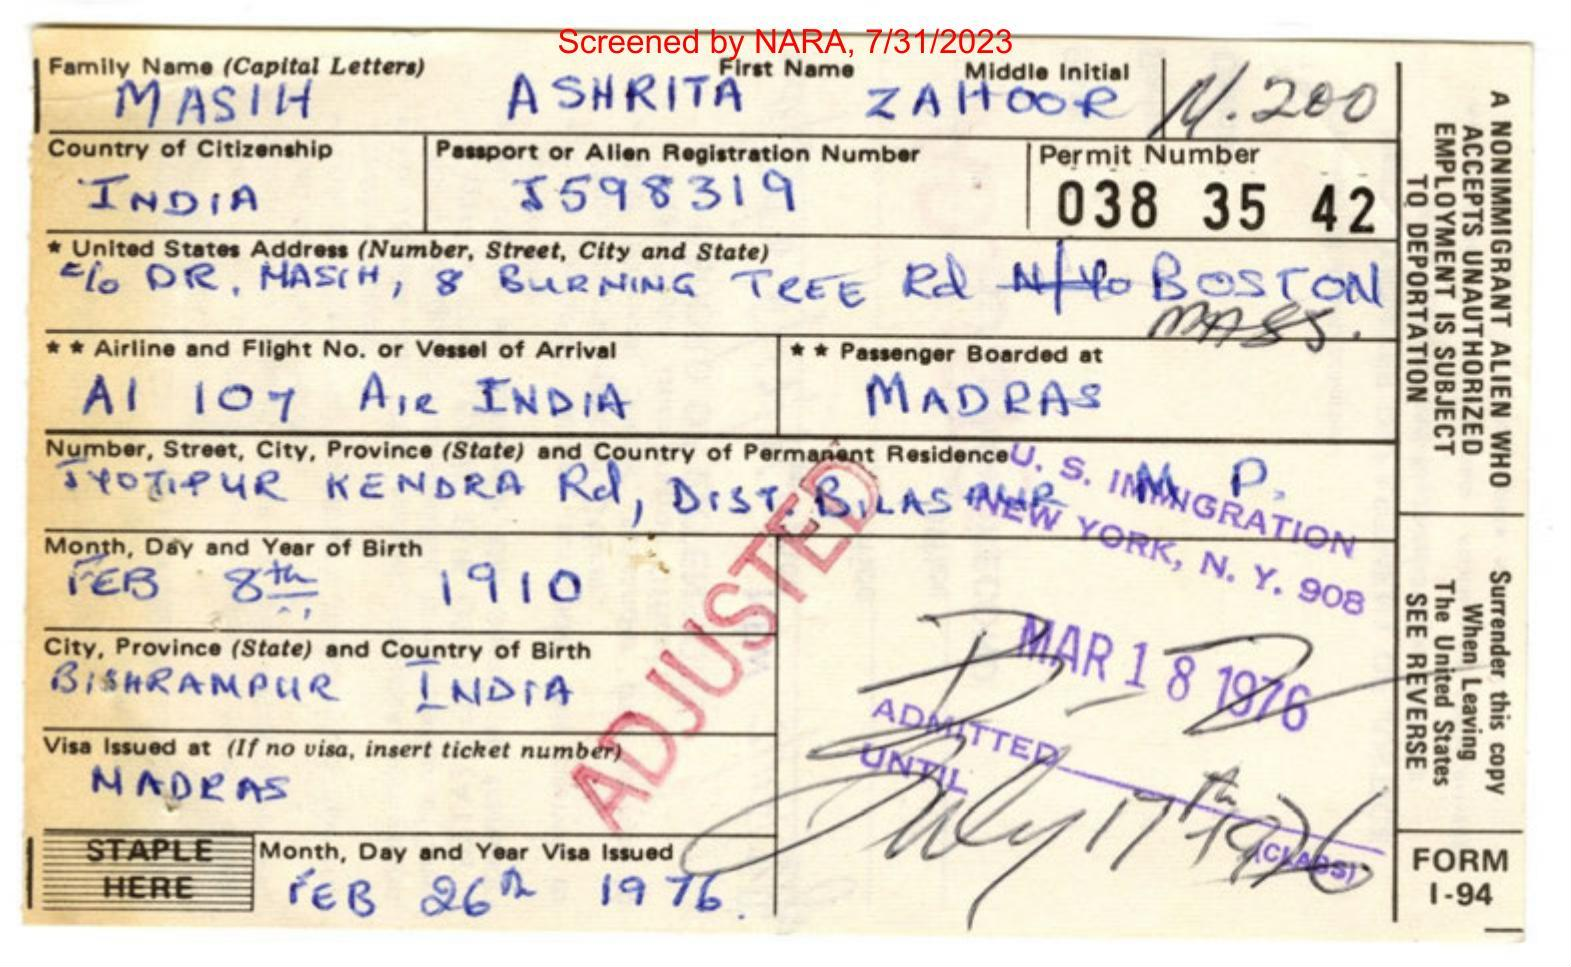 Screened by NARA, 7/31/2023
Family Name (Capital Letters) First Name Middle Initial
MASIH ASHRITA ZAHOOR M.200
Country of Citizenship Passport or Alien Registration Number Permit Number
INDIA J598319 038 35 42
* United States Address (Number, Street, City and State)
c/o DR. MASIH, 8 BURNING TREE Rd BOSTON
MASS.
* * Airline and Flight No. or Vessel of Arrival * * Passenger Boarded at
AI 107 AIR INDIA MADRAS
Number, Street, City, Province (State) and Country of Permanent Residence
JYOTIPUR KENDRA Rd, DIST. BILASPUR M P.
U. S. IMMIGRATION
NEW YORK, N. Y. 908
Month, Day and Year of Birth
FEB 8th 1910
MAR 18 1976
City, Province (State) and Country of Birth
BISHRAMPUR INDIA
ADMITTED
UNTIL
July 17th 1976
(CLASS)
Visa Issued at (If no visa, insert ticket number)
MADRAS
ADJUSTED
STAPLE
HERE
Month, Day and Year Visa Issued
FEB 26th 1976.
A NONIMMIGRANT ALIEN WHO
ACCEPTS UNAUTHORIZED
EMPLOYMENT IS SUBJECT
TO DEPORTATION
Surrender this copy
When Leaving
The United States
SEE REVERSE
FORM
I-94